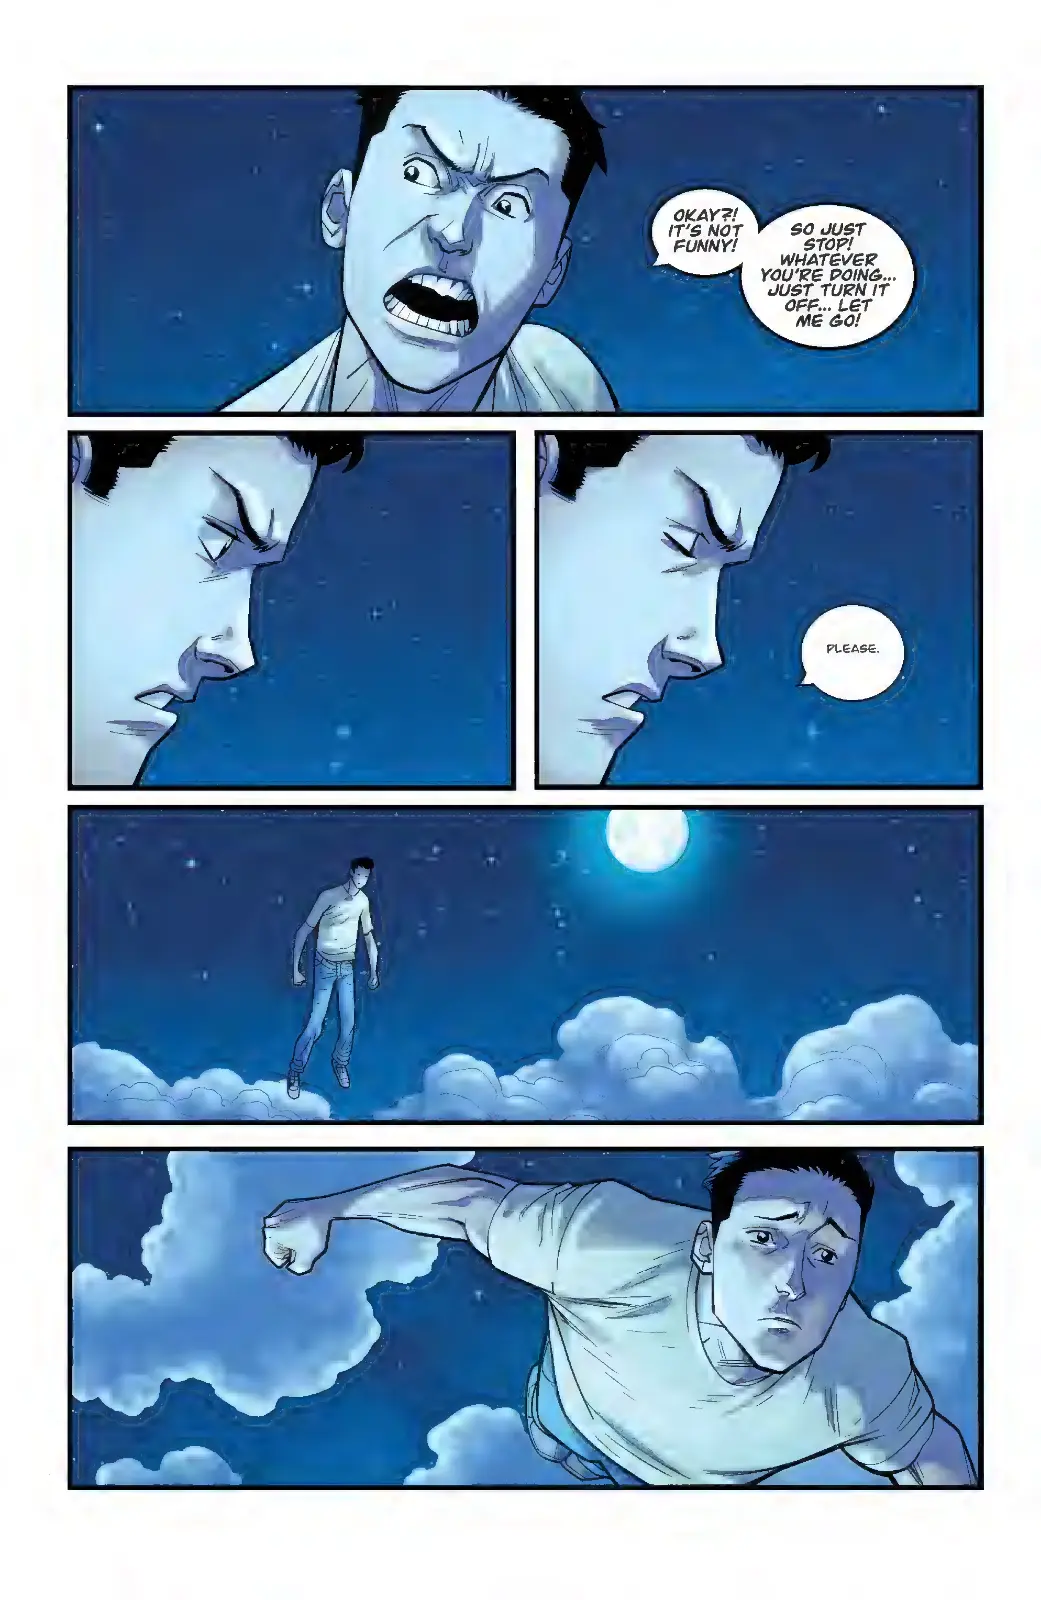 OKAY?!
IT'S NOT
FUNNY!
SO JUST
STOP!
WHATEVER
YOU'RE DOING...
JUST TURN IT
OFF... LET
ME GO!
PLEASE.